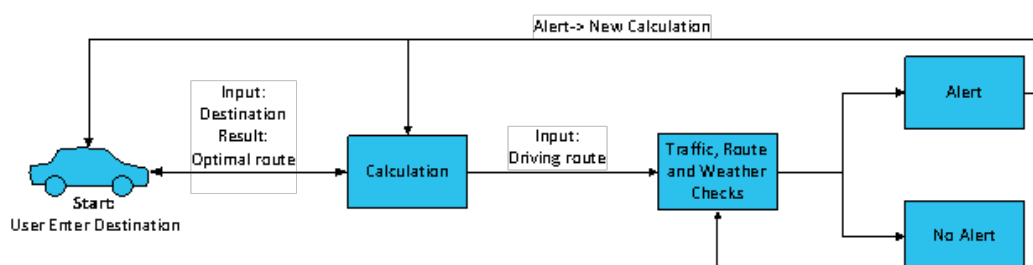 Alert-> New Calculation
Input:
Destination
Result:
Optimal route
Start:
User Enter Destination
Calculation
Input:
Driving route
Traffic, Route
and Weather
Checks
Alert
No Alert